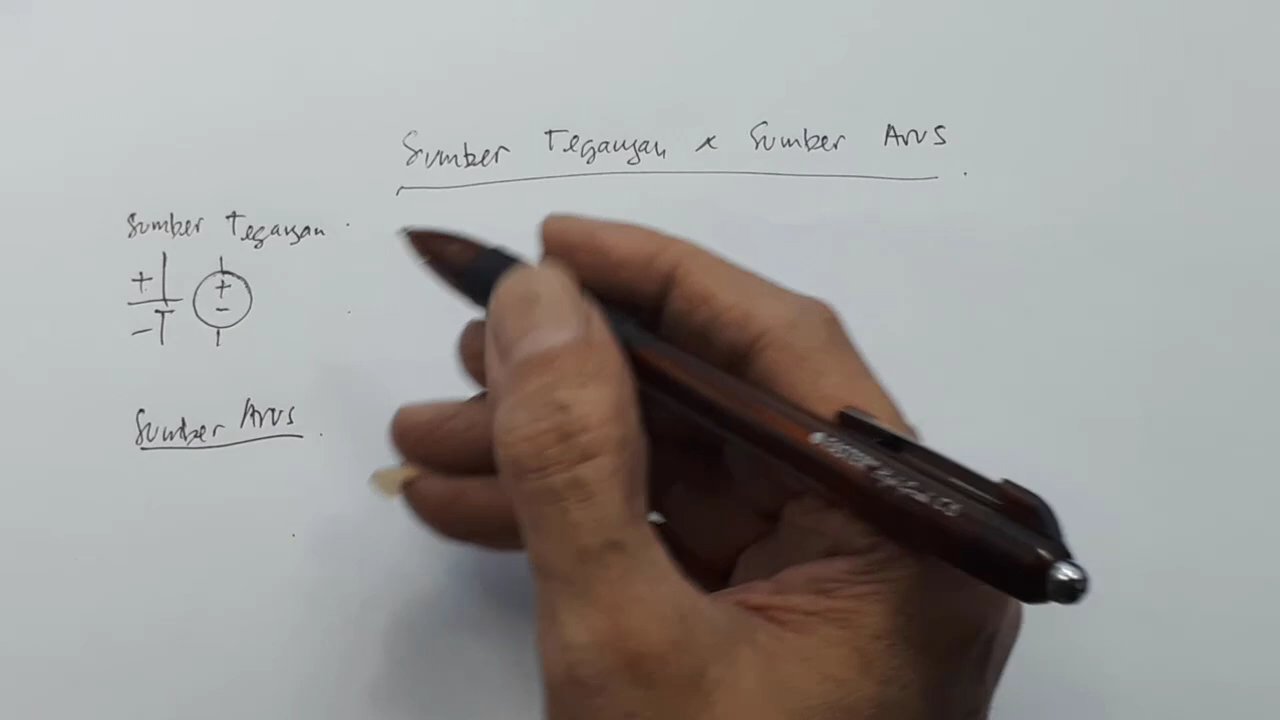 Sumber Tegangan & Sumber Arus
Sumber Tegangan
+
-
+
-
Sumber Arus